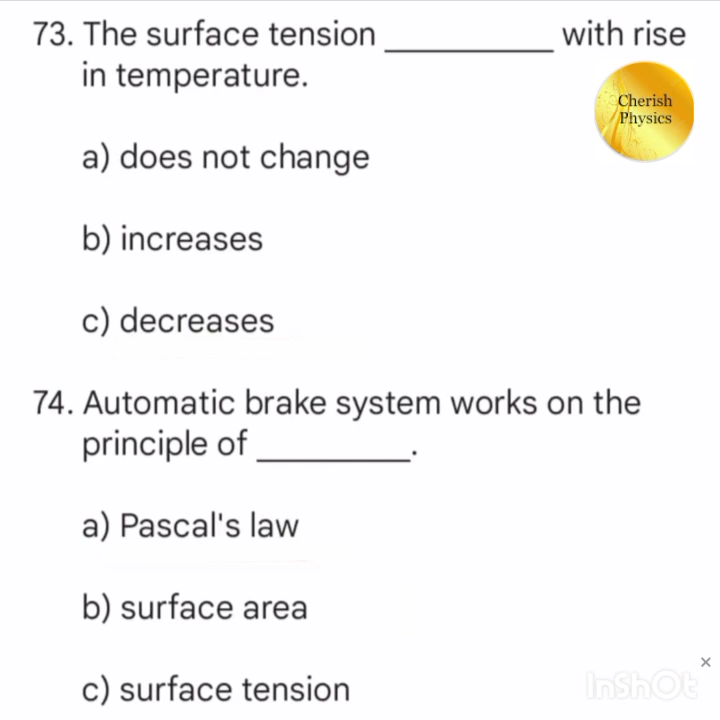 73. The surface tension __________ with rise
in temperature.
Cherish
Physics
a) does not change
b) increases
c) decreases
74. Automatic brake system works on the
principle of _________.
a) Pascal's law
b) surface area
c) surface tension
×
InShOt